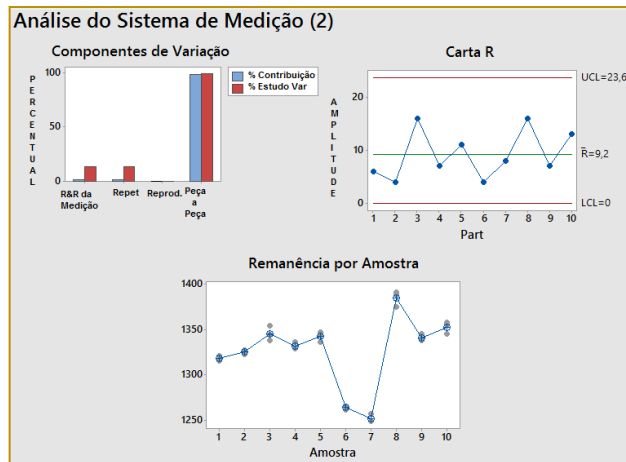 Análise do Sistema de Medição (2)
Componentes de Variação
PERCENTUAL
100
50
0
R&R da Medição
Repet
Reprod.
Peça a Peça
% Contribuição
% Estudo Var
Carta R
AMPLITUDE
20
10
0
UCL=23,6
R̄=9,2
LCL=0
1 2 3 4 5 6 7 8 9 10
Part
Remanência por Amostra
1400
1350
1300
1250
1 2 3 4 5 6 7 8 9 10
Amostra